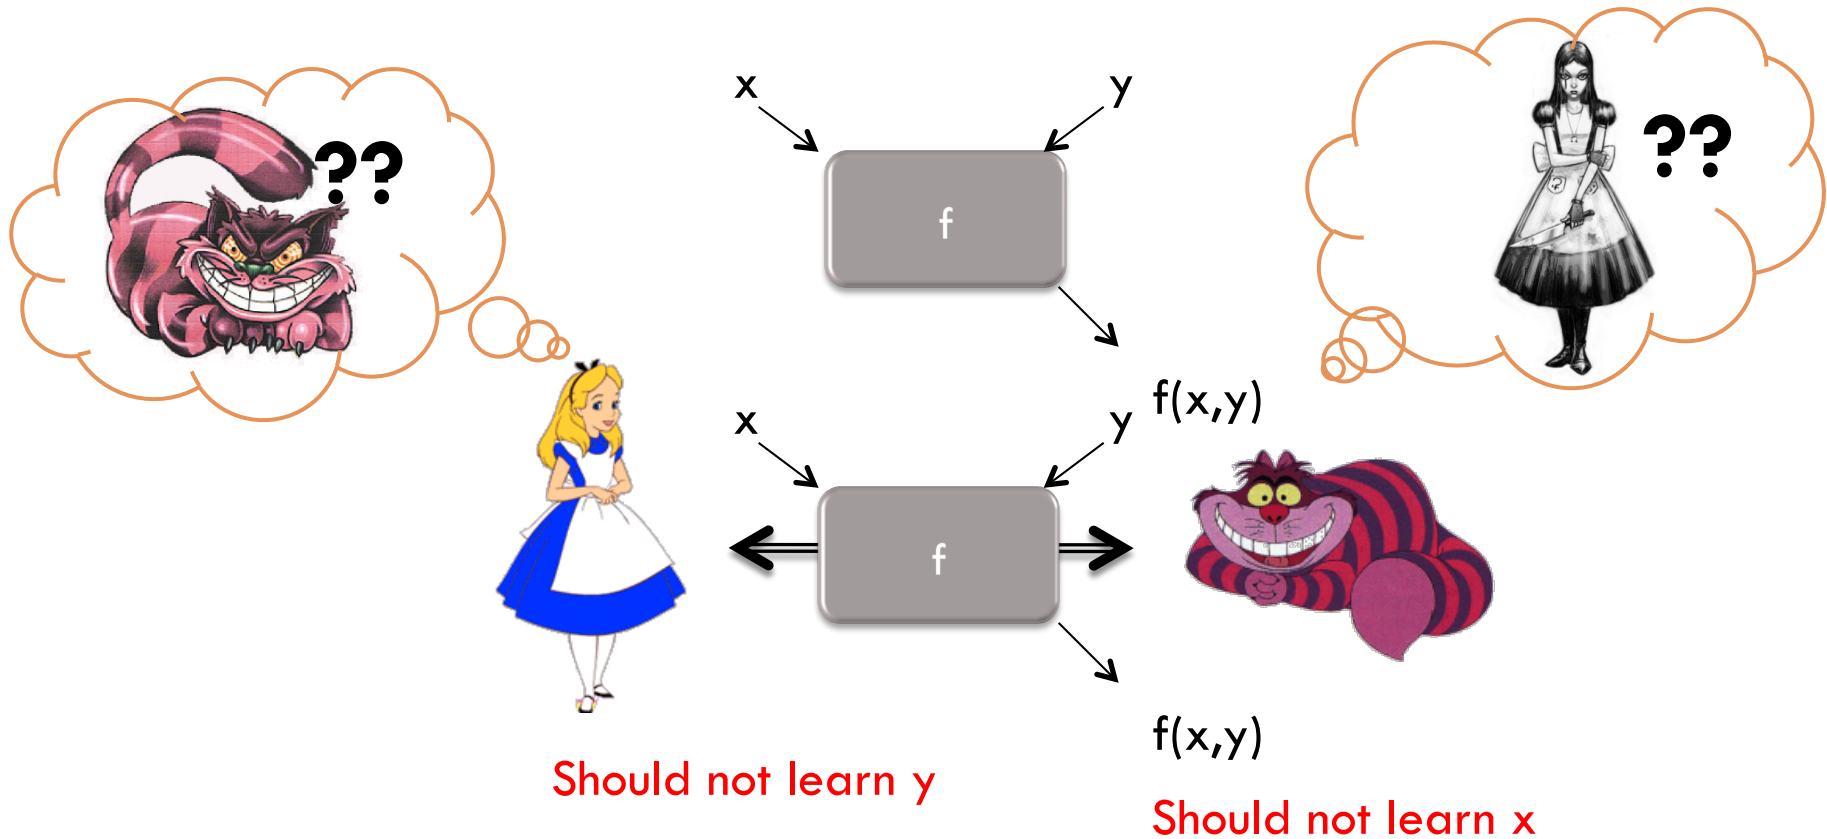 x
y
??
??
f
f(x,y)
x
y
f
f(x,y)
Should not learn y
Should not learn x